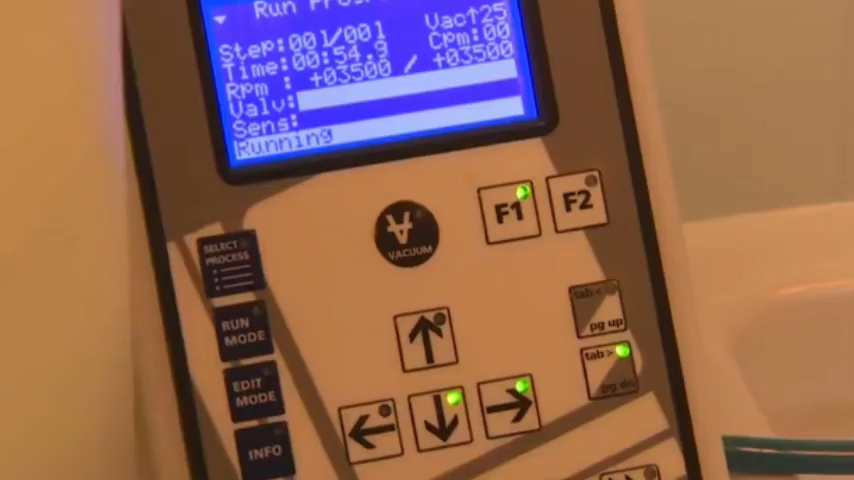 Run
Step:001/001 Vac↑25
Time:00:54.9 Cpm:00
Rpm : +03500 / +03500
Valv:
Sens:
Running
VACUUM
F1
F2
SELECT
PROCESS
RUN
MODE
EDIT
MODE
INFO
tab <
pg up
tab >
pg dn